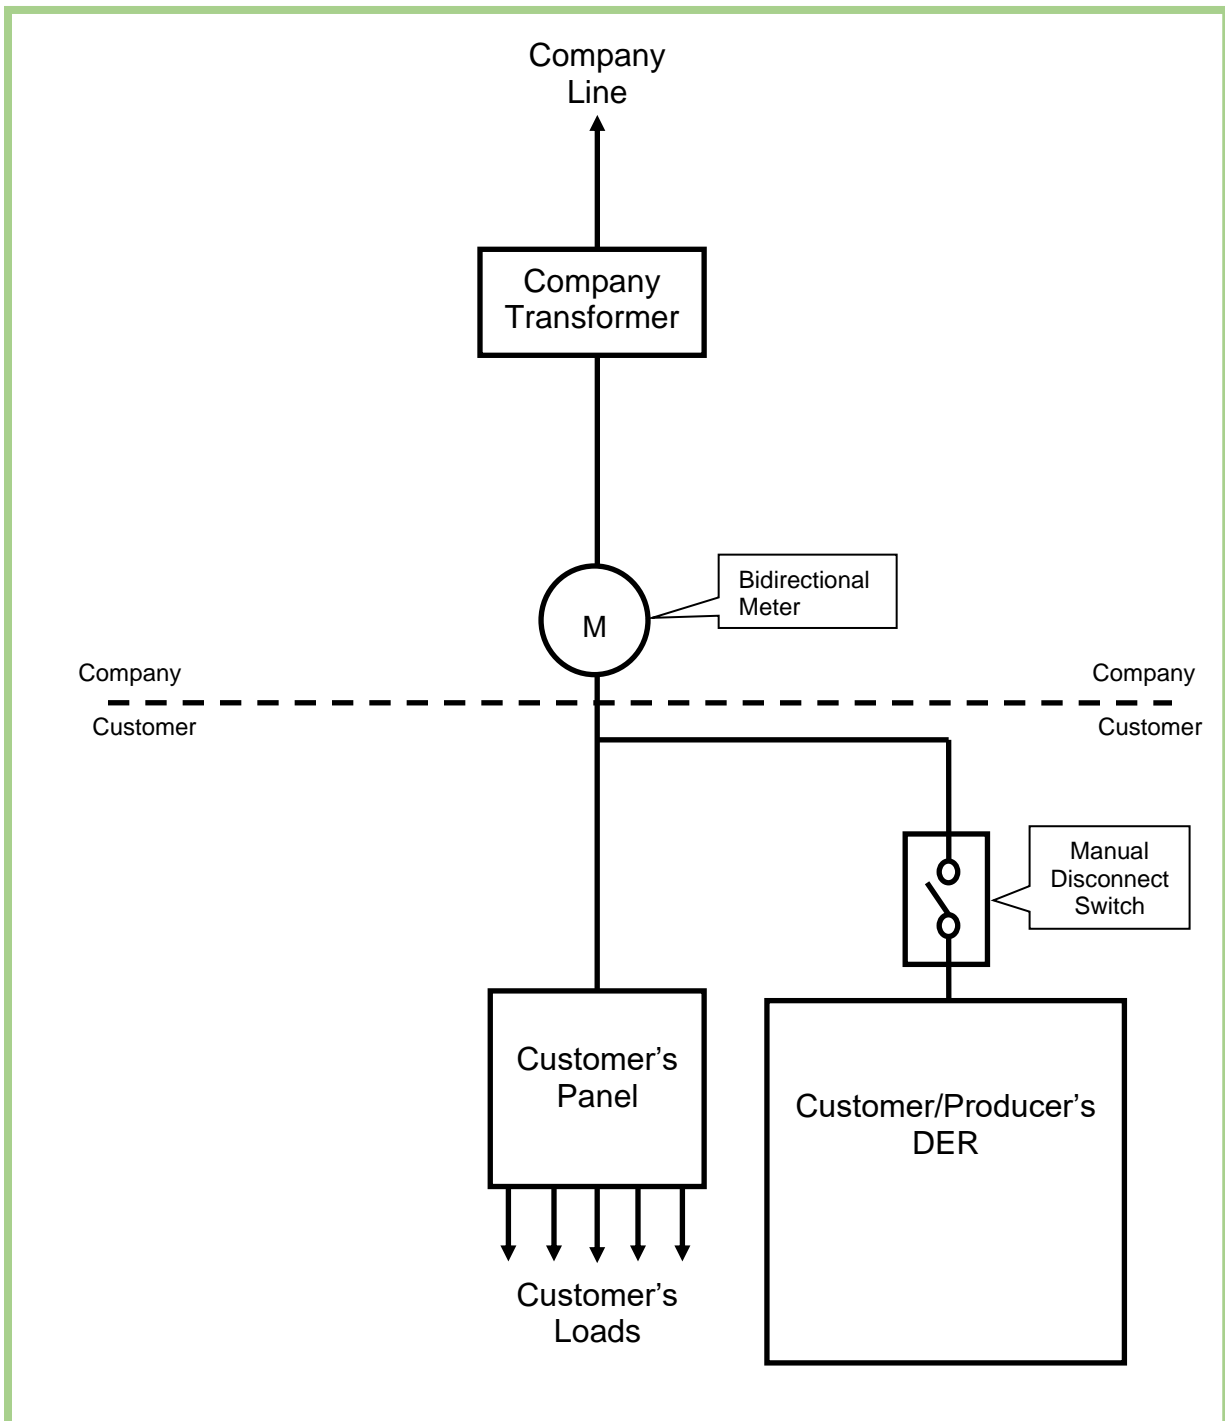 Company
Line
Company
Transformer
Bidirectional
Meter
M
Company
Company
Customer
Customer
Manual
Disconnect
Switch
Customer’s
Panel
Customer/Producer’s
DER
Customer’s
Loads